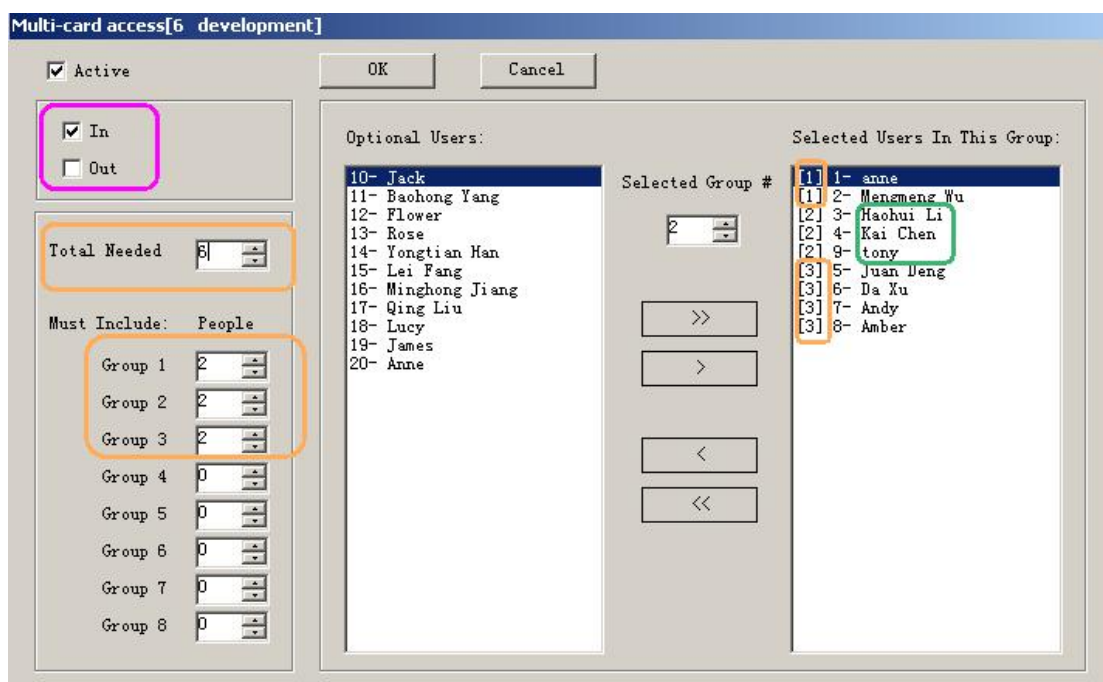 Multi-card access[6   development]
Active
OK
Cancel
In
Out
Total Needed 6
Must Include: People
Group 1 2
Group 2 2
Group 3 2
Group 4 0
Group 5 0
Group 6 0
Group 7 0
Group 8 0
Optional Users:
10- Jack
11- Baohong Yang
12- Flower
13- Rose
14- Yongtian Han
15- Lei Fang
16- Minghong Jiang
17- Qing Liu
18- Lucy
19- James
20- Anne
Selected Group #
2
>>
>
<
<<
Selected Users In This Group:
[1] 1- anne
[1] 2- Mengmeng Wu
[2] 3- Haohui Li
[2] 4- Kai Chen
[2] 9- tony
[3] 5- Juan Deng
[3] 6- Da Xu
[3] 7- Andy
[3] 8- Amber